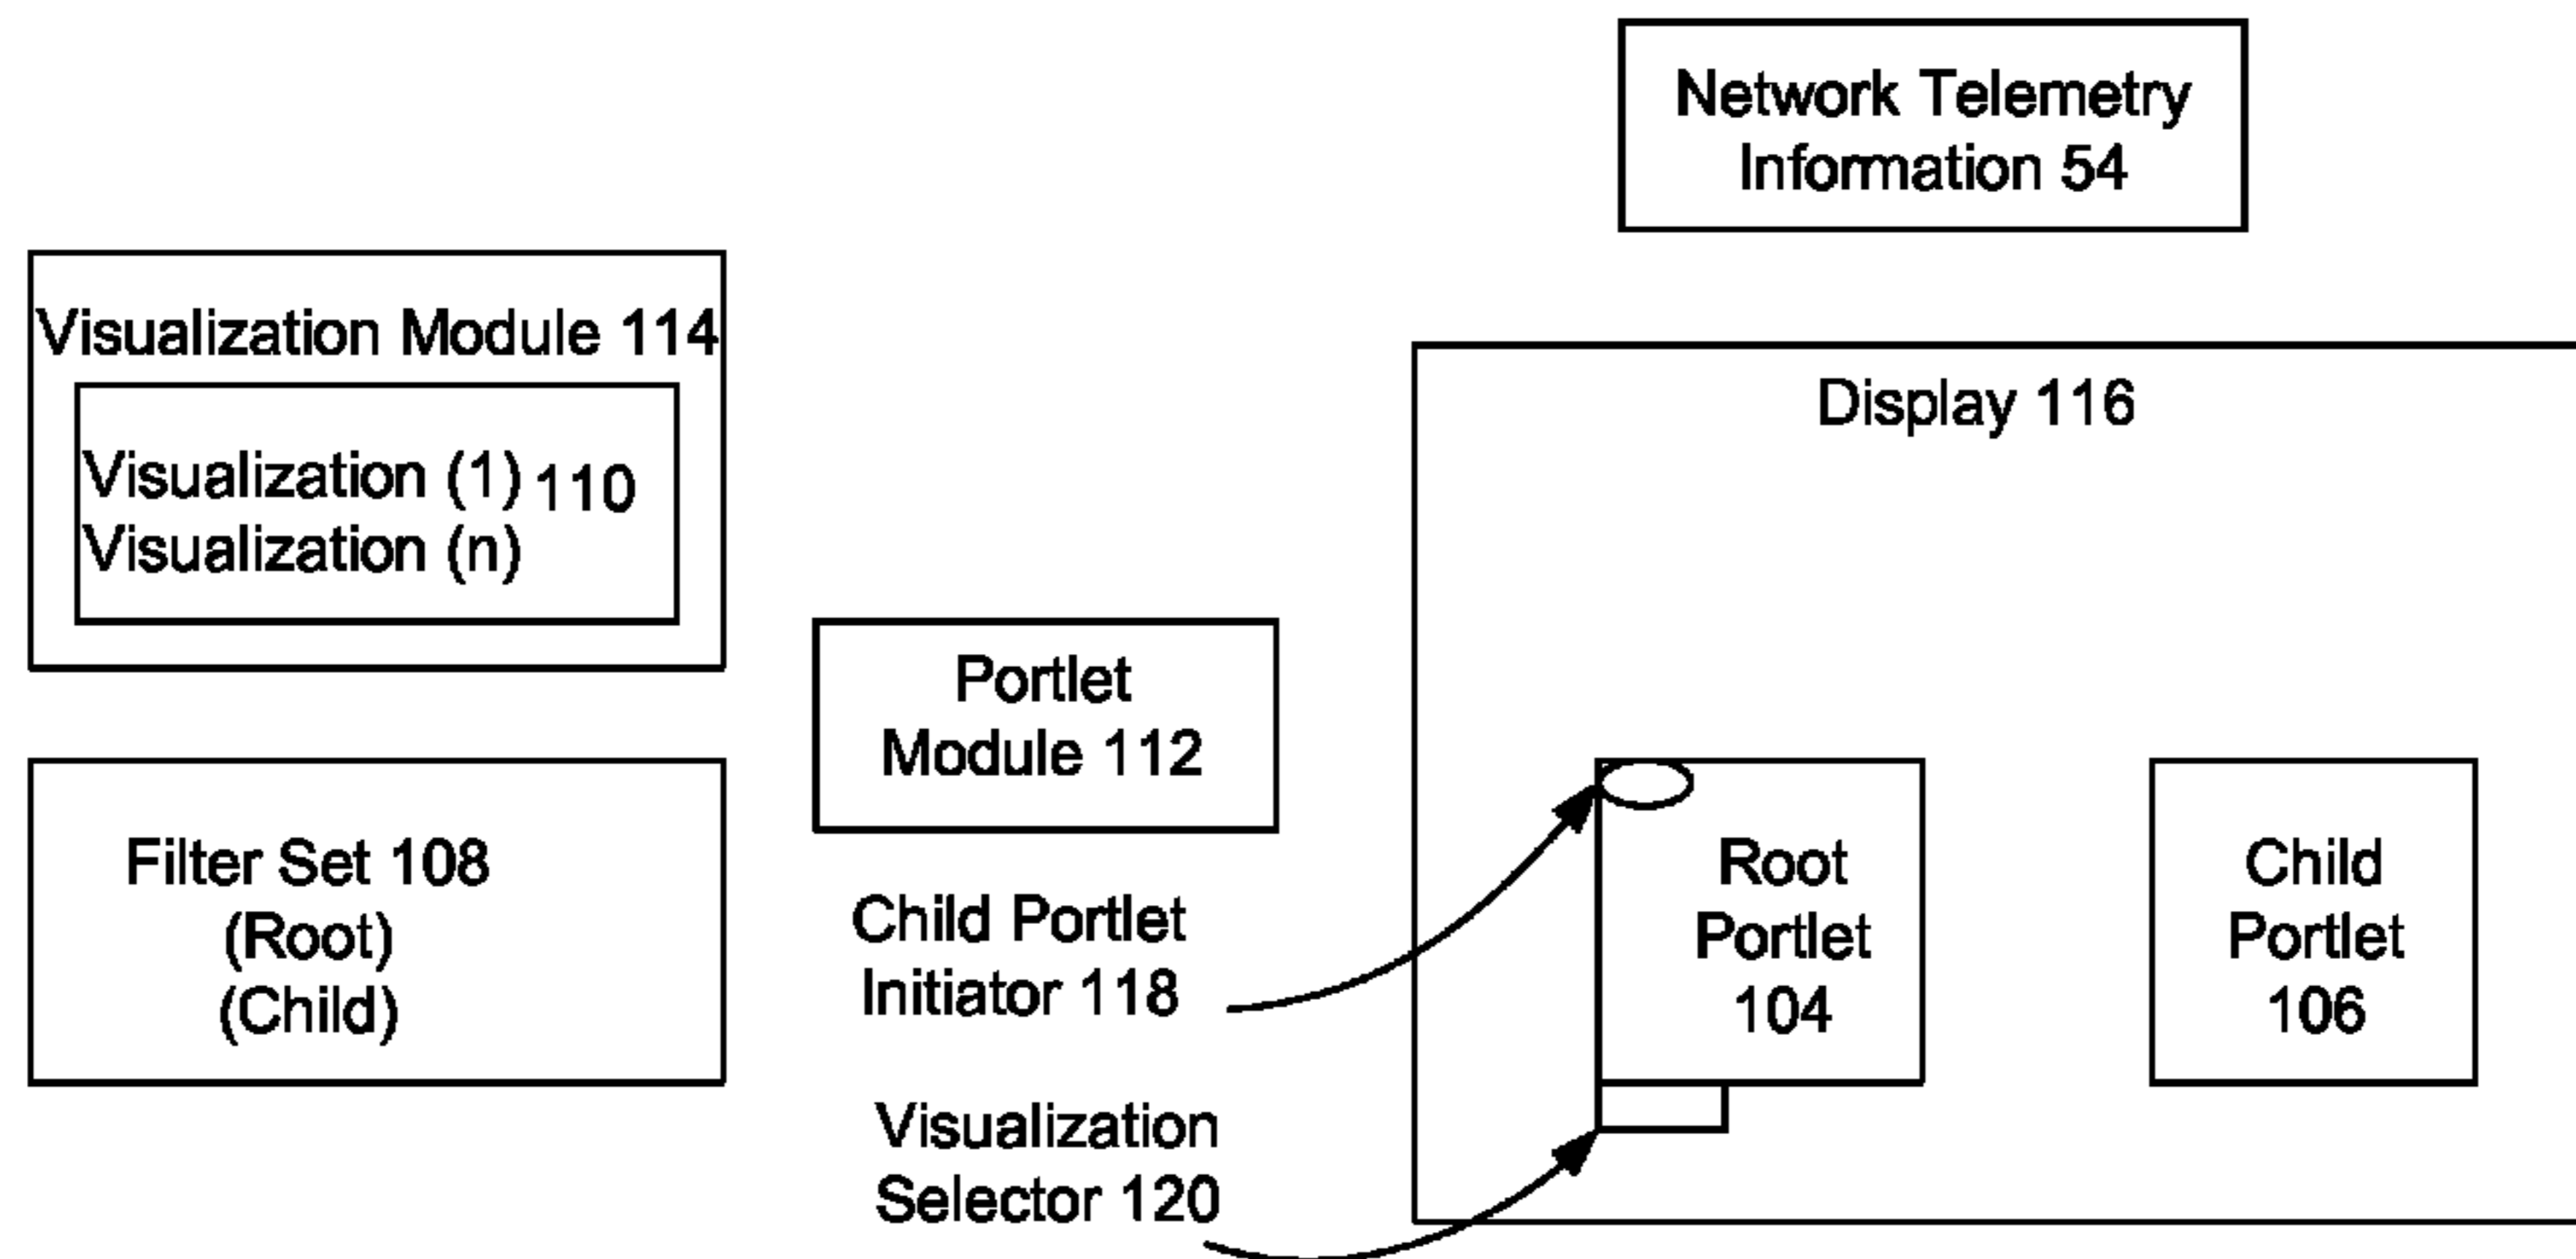 Network Telemetry
Information 54
Visualization Module 114
Visualization (1) 110
Visualization (n)
Display 116
Portlet
Module 112
Filter Set 108
(Root)
(Child)
Child Portlet
Initiator 118
Visualization
Selector 120
Root
Portlet
104
Child
Portlet
106